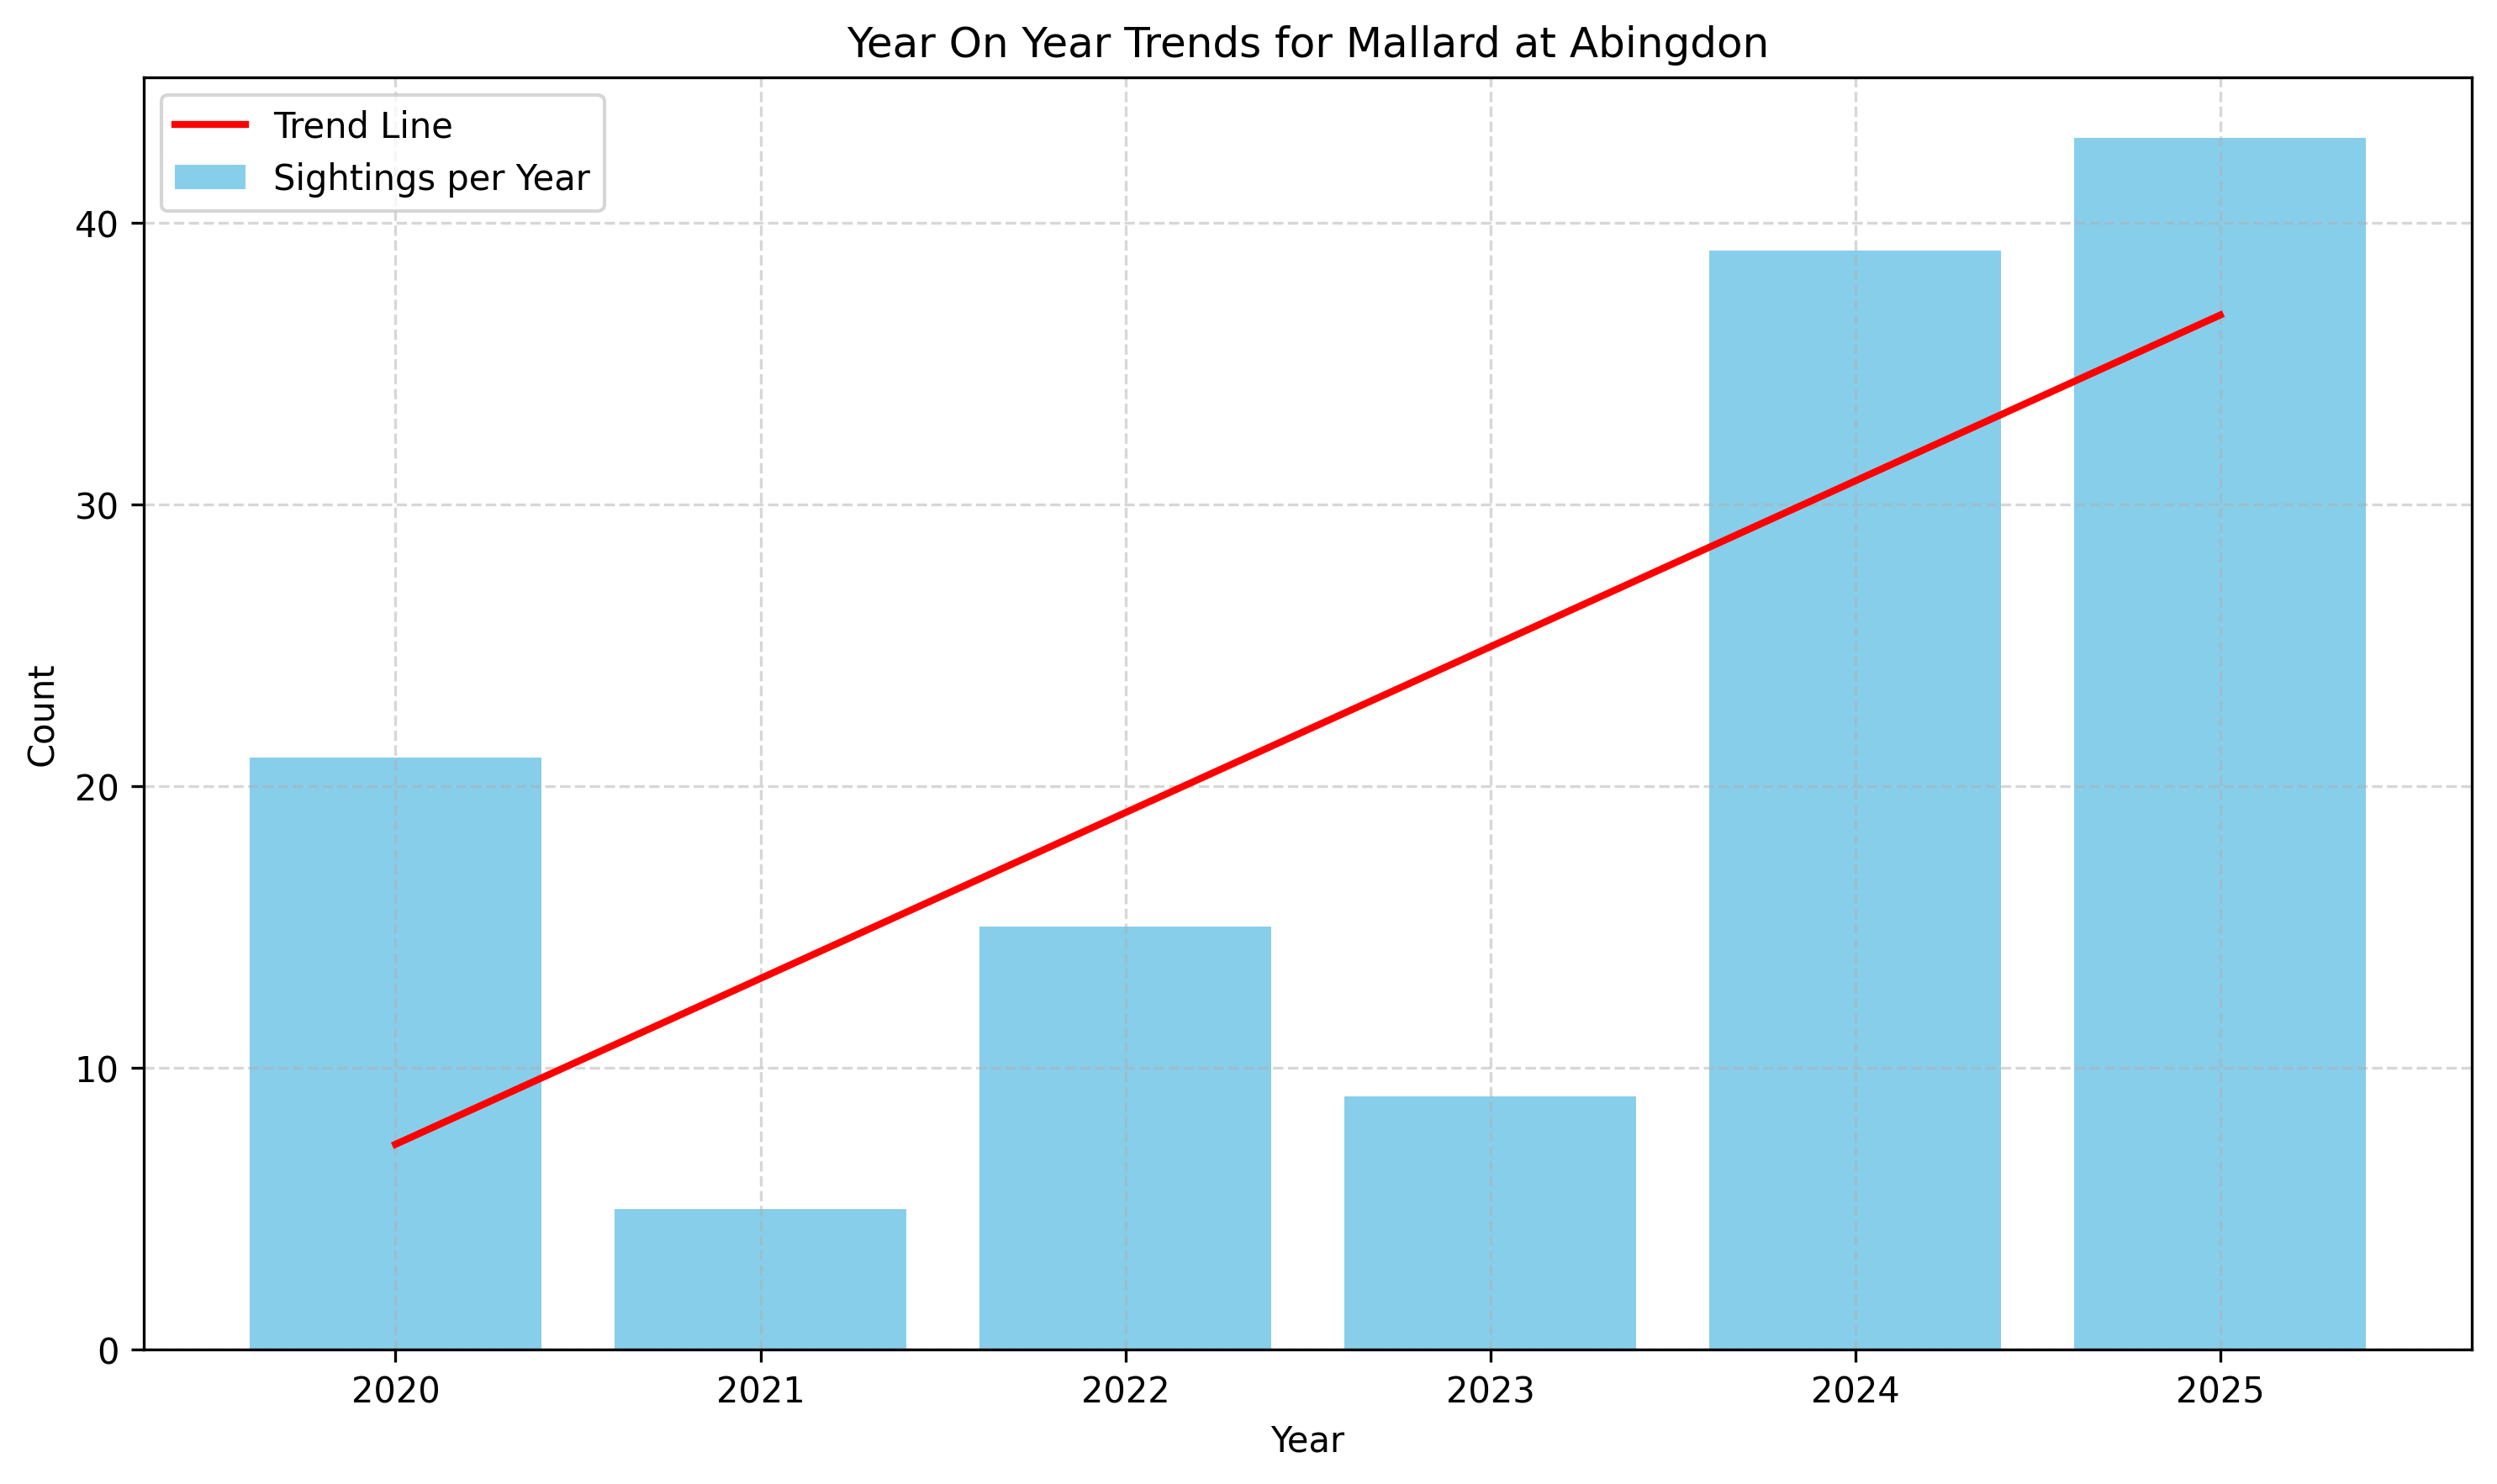 Year On Year Trends for Mallard at Abingdon
Trend Line
Sightings per Year
40
30
20
10
0
Count
2020 2021 2022 2023 2024 2025
Year